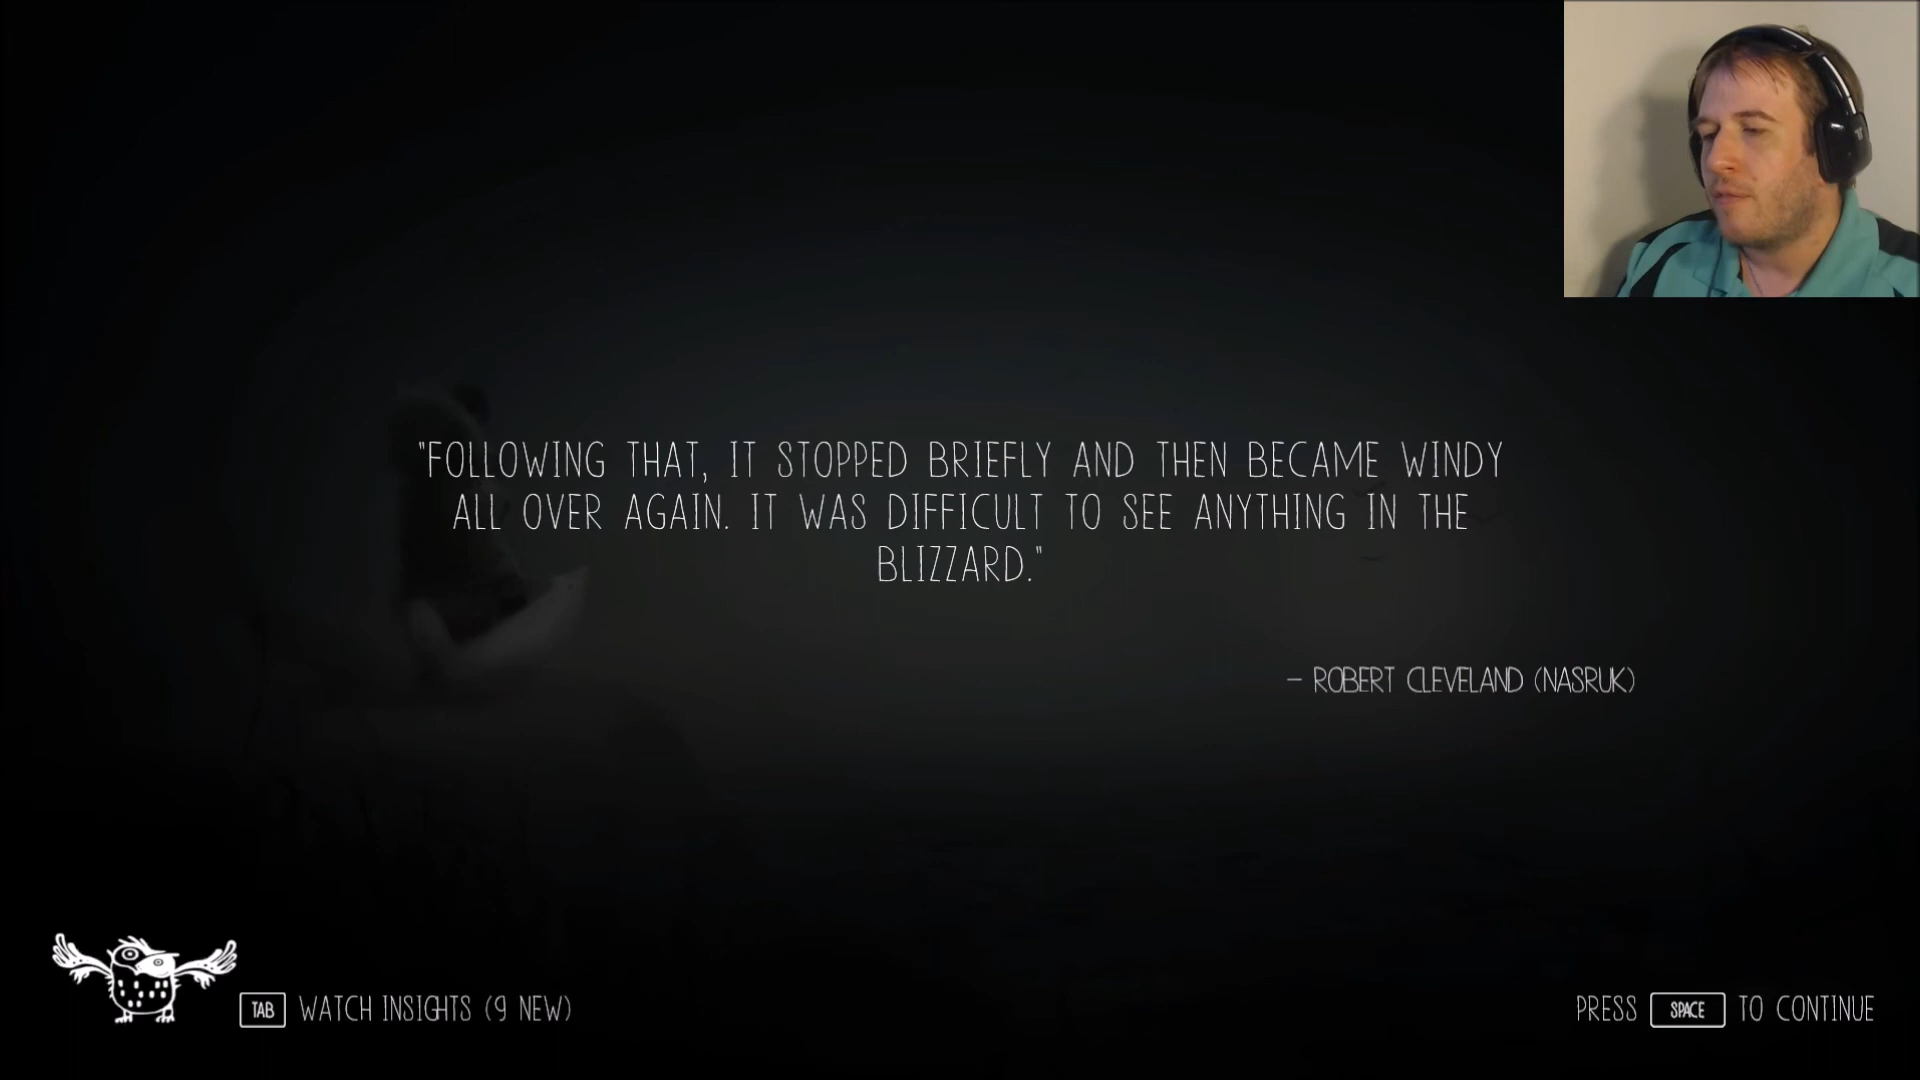 "FOLLOWING THAT, IT STOPPED BRIEFLY AND THEN BECAME WINDY
ALL OVER AGAIN. IT WAS DIFFICULT TO SEE ANYTHING IN THE
BLIZZARD."
– ROBERT CLEVELAND (NASRUK)
TAB WATCH INSIGHTS (9 NEW)
PRESS SPACE TO CONTINUE